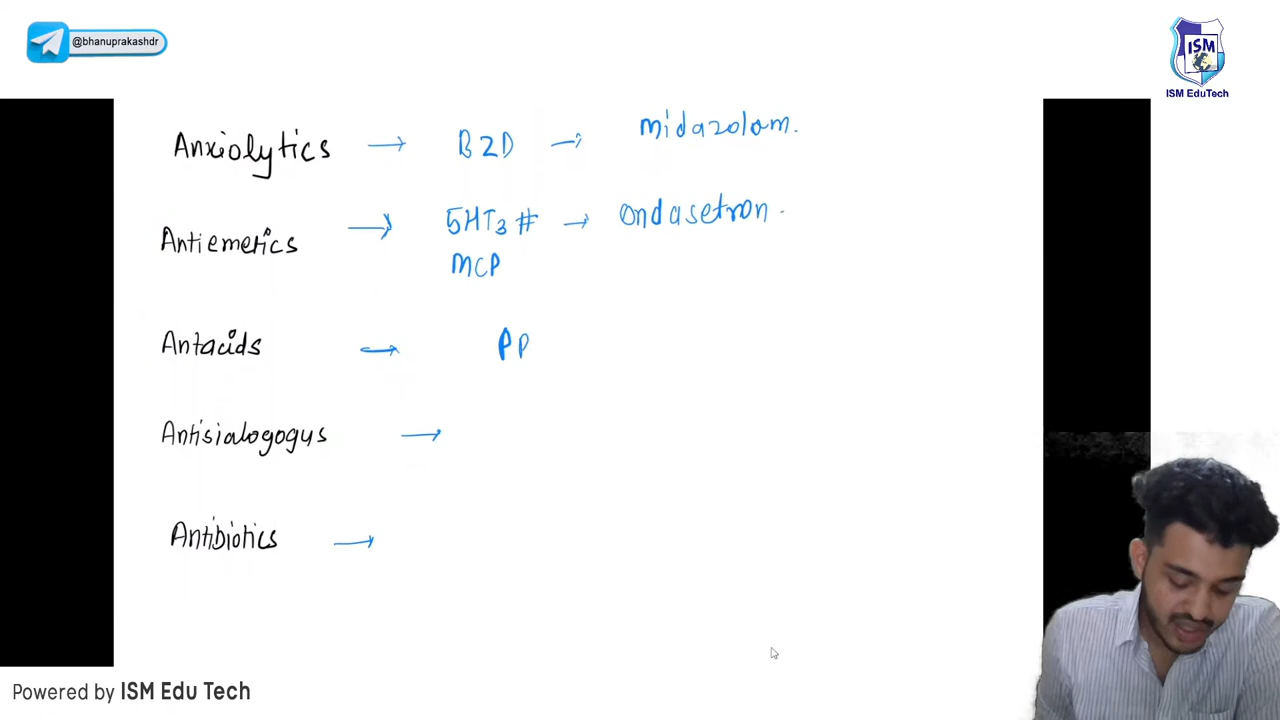 @bhanuprakashdr
ISM
ISM EduTech
Anxiolytics → BZD → midazolam.
Antiemetics → 5HT3 # → Ondasetron.
MCP
Antacids → PP
Antisialogogus →
Antibiotics →
Powered by ISM Edu Tech